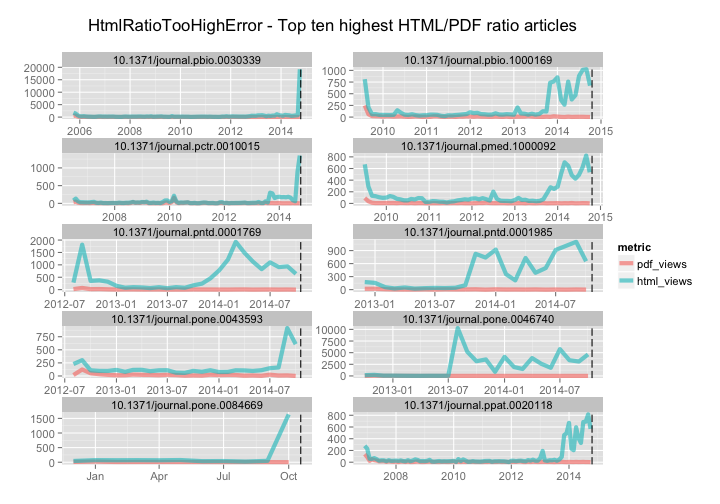 HtmlRatioTooHighError - Top ten highest HTML/PDF ratio articles
10.1371/journal.pbio.0030339
20000
15000
10000
5000
0
2006 2008 2010 2012 2014
10.1371/journal.pbio.1000169
1000
750
500
250
0
2010 2011 2012 2013 2014 2015
10.1371/journal.pctr.0010015
1000
500
0
2008 2010 2012 2014
10.1371/journal.pmed.1000092
800
600
400
200
0
2010 2011 2012 2013 2014 2015
10.1371/journal.pntd.0001769
2000
1500
1000
500
0
2012-07 2013-01 2013-07 2014-01 2014-07
10.1371/journal.pntd.0001985
900
600
300
0
2013-01 2013-07 2014-01 2014-07
10.1371/journal.pone.0043593
750
500
250
0
2012-07 2013-01 2013-07 2014-01 2014-07
10.1371/journal.pone.0046740
10000
7500
5000
2500
0
2013-01 2013-07 2014-01 2014-07
10.1371/journal.pone.0084669
1500
1000
500
0
Jan Apr Jul Oct
10.1371/journal.ppat.0020118
800
600
400
200
0
2008 2010 2012 2014
metric
pdf_views
html_views